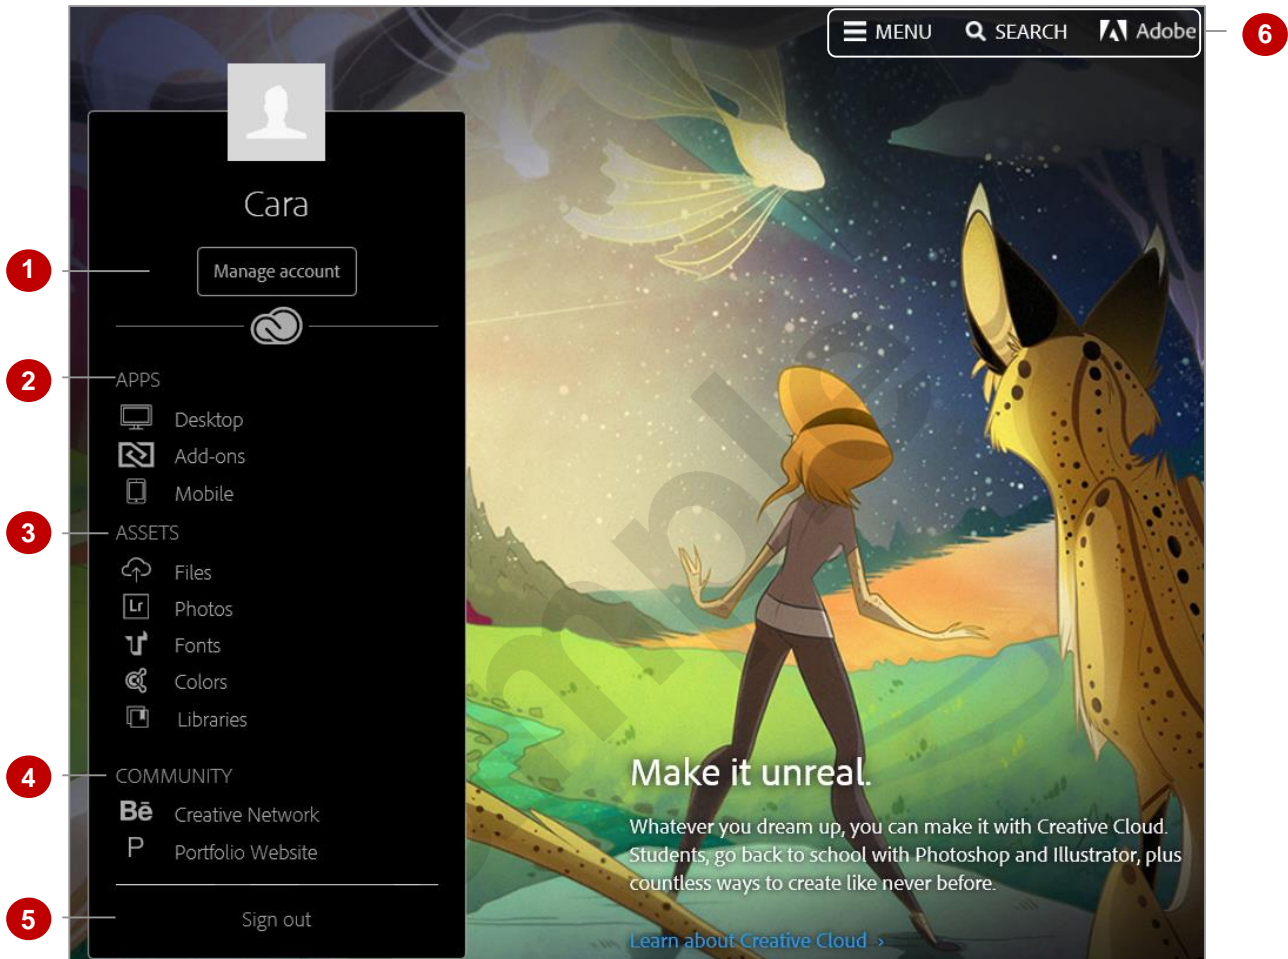 MENU SEARCH Adobe
6
Cara
1
Manage account
2
APPS
Desktop
Add-ons
Mobile
3
ASSETS
Files
Lr Photos
Fonts
Colors
Libraries
4
COMMUNITY
Bē Creative Network
P Portfolio Website
5
Sign out
Make it unreal.
Whatever you dream up, you can make it with Creative Cloud.
Students, go back to school with Photoshop and Illustrator, plus
countless ways to create like never before.
Learn about Creative Cloud ›